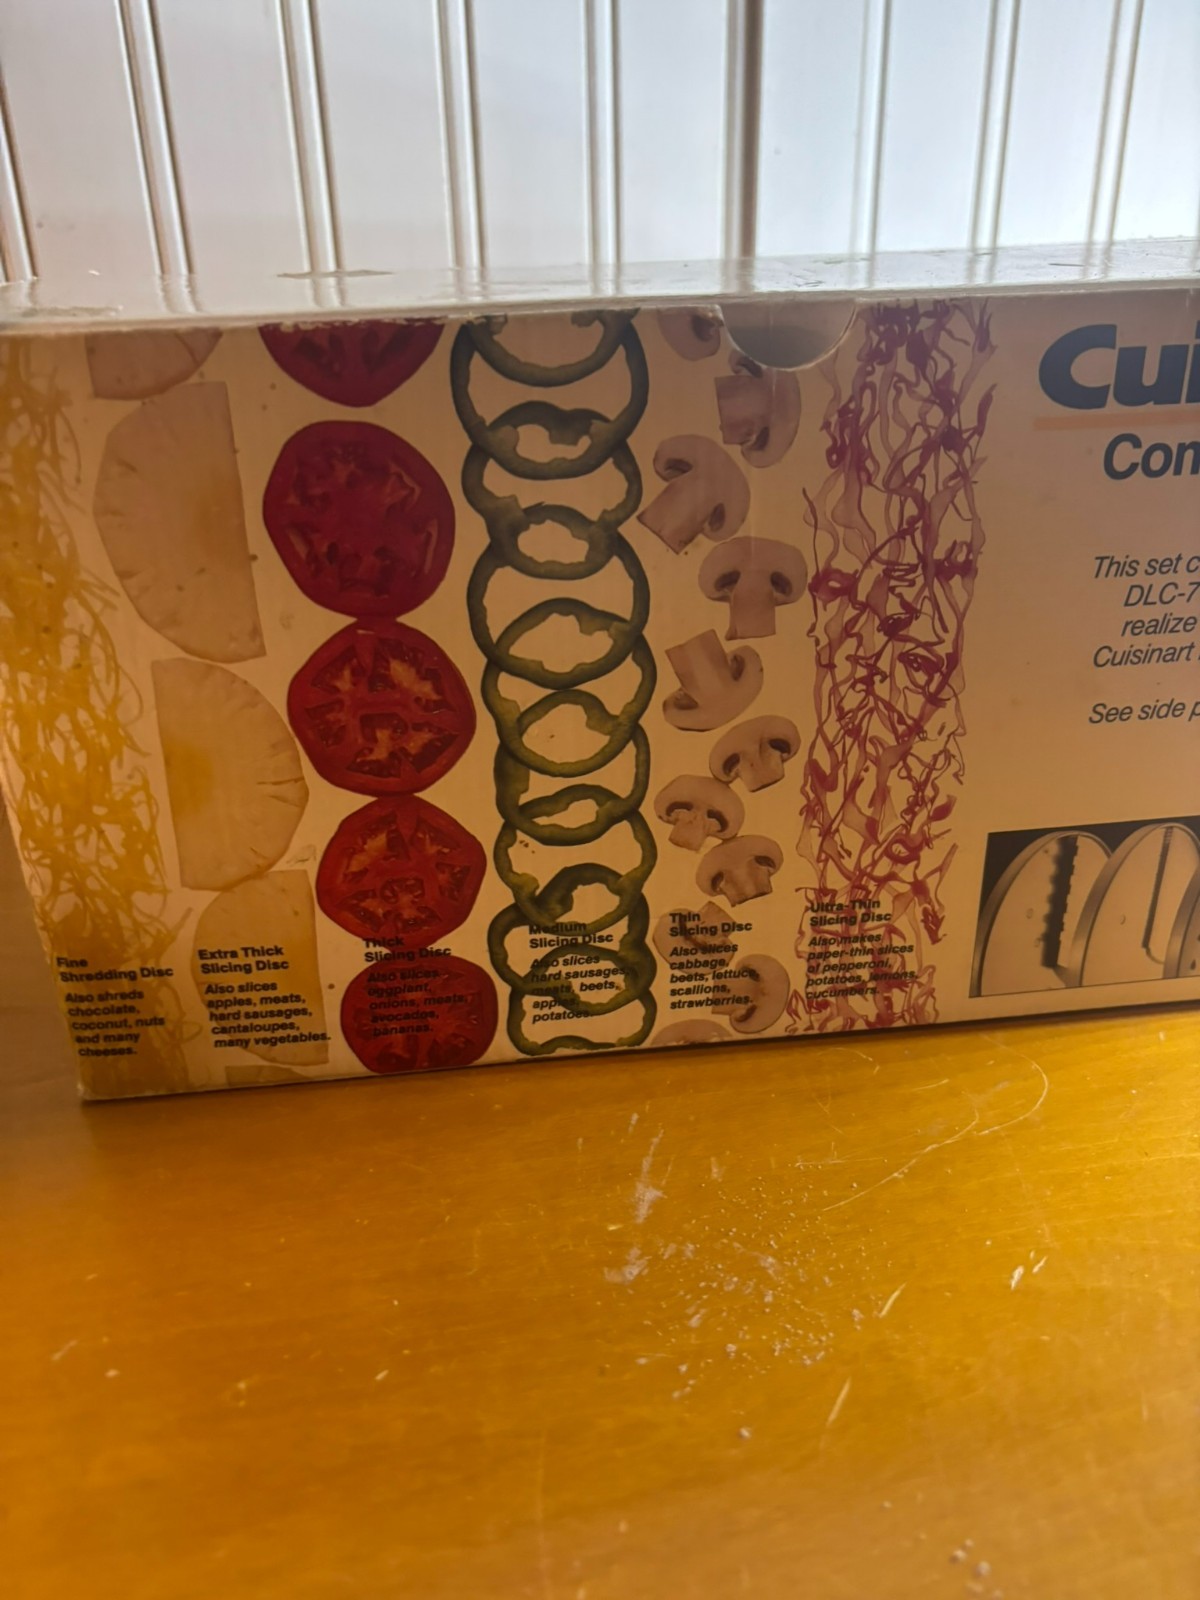 Fine
Shredding Disc
Also shreds
chocolate,
coconut, nuts
and many
cheeses.
Extra Thick
Slicing Disc
Also slices
apples, meats,
hard sausages,
cantaloupes,
many vegetables.
Thick
Slicing Disc
Also slices
eggplant,
onions, meats,
avocados,
bananas.
Medium
Slicing Disc
Also slices
hard sausages,
meats, beets,
apples,
potatoes.
Thin
Slicing Disc
Also slices
cabbage,
beets, lettuce,
scallions,
strawberries.
Ultra-Thin
Slicing Disc
Also makes
paper-thin slices
of pepperoni,
potatoes, lemons,
cucumbers.
Cui
Con
This set c
DLC-7
realize
Cuisinart
See side p